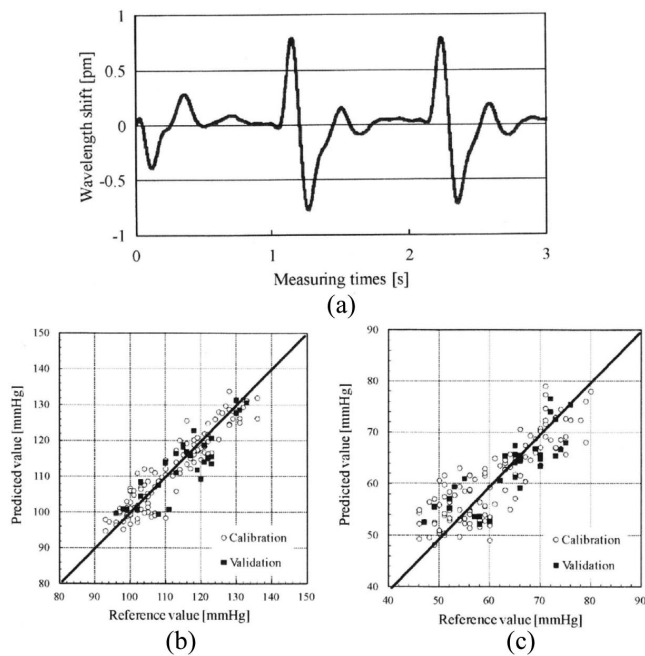 (a)
1
0.5
0
-0.5
-1
Wavelength shift [pm]
0 1 2 3
Measuring times [s]
(a)
150
140
130
120
110
100
90
80
Predicted value [mmHg]
80 90 100 110 120 130 140 150
Reference value [mmHg]
Calibration
Validation
(b)
90
80
70
60
50
40
Predicted value [mmHg]
40 50 60 70 80 90
Reference value [mmHg]
Calibration
Validation
(c)